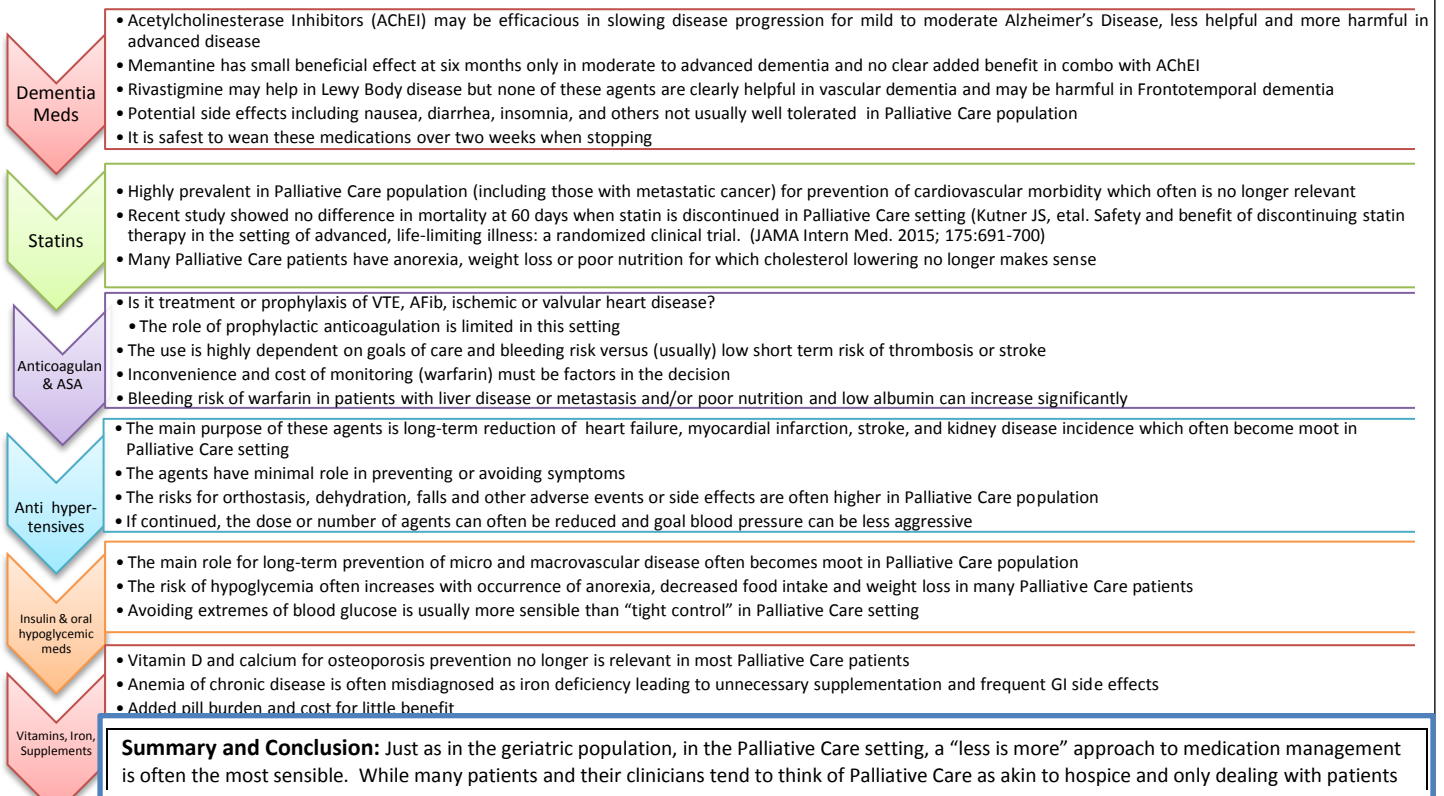 Dementia
Meds
• Acetylcholinesterase Inhibitors (AChEI) may be efficacious in slowing disease progression for mild to moderate Alzheimer's Disease, less helpful and more harmful in
advanced disease
• Memantine has small beneficial effect at six months only in moderate to advanced dementia and no clear added benefit in combo with AChEI
• Rivastigmine may help in Lewy Body disease but none of these agents are clearly helpful in vascular dementia and may be harmful in Frontotemporal dementia
• Potential side effects including nausea, diarrhea, insomnia, and others not usually well tolerated in Palliative Care population
• It is safest to wean these medications over two weeks when stopping
Statins
• Highly prevalent in Palliative Care population (including those with metastatic cancer) for prevention of cardiovascular morbidity which often is no longer relevant
• Recent study showed no difference in mortality at 60 days when statin is discontinued in Palliative Care setting (Kutner JS, etal. Safety and benefit of discontinuing statin
therapy in the setting of advanced, life-limiting illness: a randomized clinical trial. (JAMA Intern Med. 2015; 175:691-700)
• Many Palliative Care patients have anorexia, weight loss or poor nutrition for which cholesterol lowering no longer makes sense
Anticoagulan
& ASA
• Is it treatment or prophylaxis of VTE, AFib, ischemic or valvular heart disease?
• The role of prophylactic anticoagulation is limited in this setting
• The use is highly dependent on goals of care and bleeding risk versus (usually) low short term risk of thrombosis or stroke
• Inconvenience and cost of monitoring (warfarin) must be factors in the decision
• Bleeding risk of warfarin in patients with liver disease or metastasis and/or poor nutrition and low albumin can increase significantly
Anti hyper-
tensives
• The main purpose of these agents is long-term reduction of heart failure, myocardial infarction, stroke, and kidney disease incidence which often become moot in
Palliative Care setting
• The agents have minimal role in preventing or avoiding symptoms
• The risks for orthostasis, dehydration, falls and other adverse events or side effects are often higher in Palliative Care population
• If continued, the dose or number of agents can often be reduced and goal blood pressure can be less aggressive
Insulin & oral
hypoglycemic
meds
• The main role for long-term prevention of micro and macrovascular disease often becomes moot in Palliative Care population
• The risk of hypoglycemia often increases with occurrence of anorexia, decreased food intake and weight loss in many Palliative Care patients
• Avoiding extremes of blood glucose is usually more sensible than “tight control” in Palliative Care setting
Vitamins, Iron,
Supplements
• Vitamin D and calcium for osteoporosis prevention no longer is relevant in most Palliative Care patients
• Anemia of chronic disease is often misdiagnosed as iron deficiency leading to unnecessary supplementation and frequent GI side effects
• Added pill burden and cost for little benefit
Summary and Conclusion: Just as in the geriatric population, in the Palliative Care setting, a “less is more” approach to medication management
is often the most sensible. While many patients and their clinicians tend to think of Palliative Care as akin to hospice and only dealing with patients